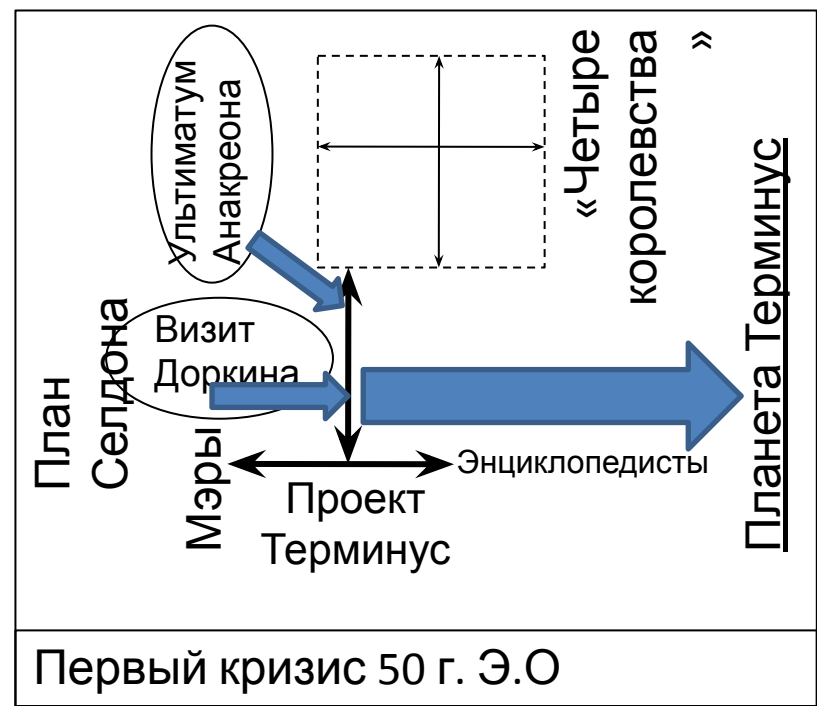 Ультиматум
Анакреона
«Четыре
королевства
»
Визит
Доркина
План
Селдона
Мэры
Энциклопедисты
Проект
Терминус
Планета Терминус
Первый кризис 50 г. Э.О